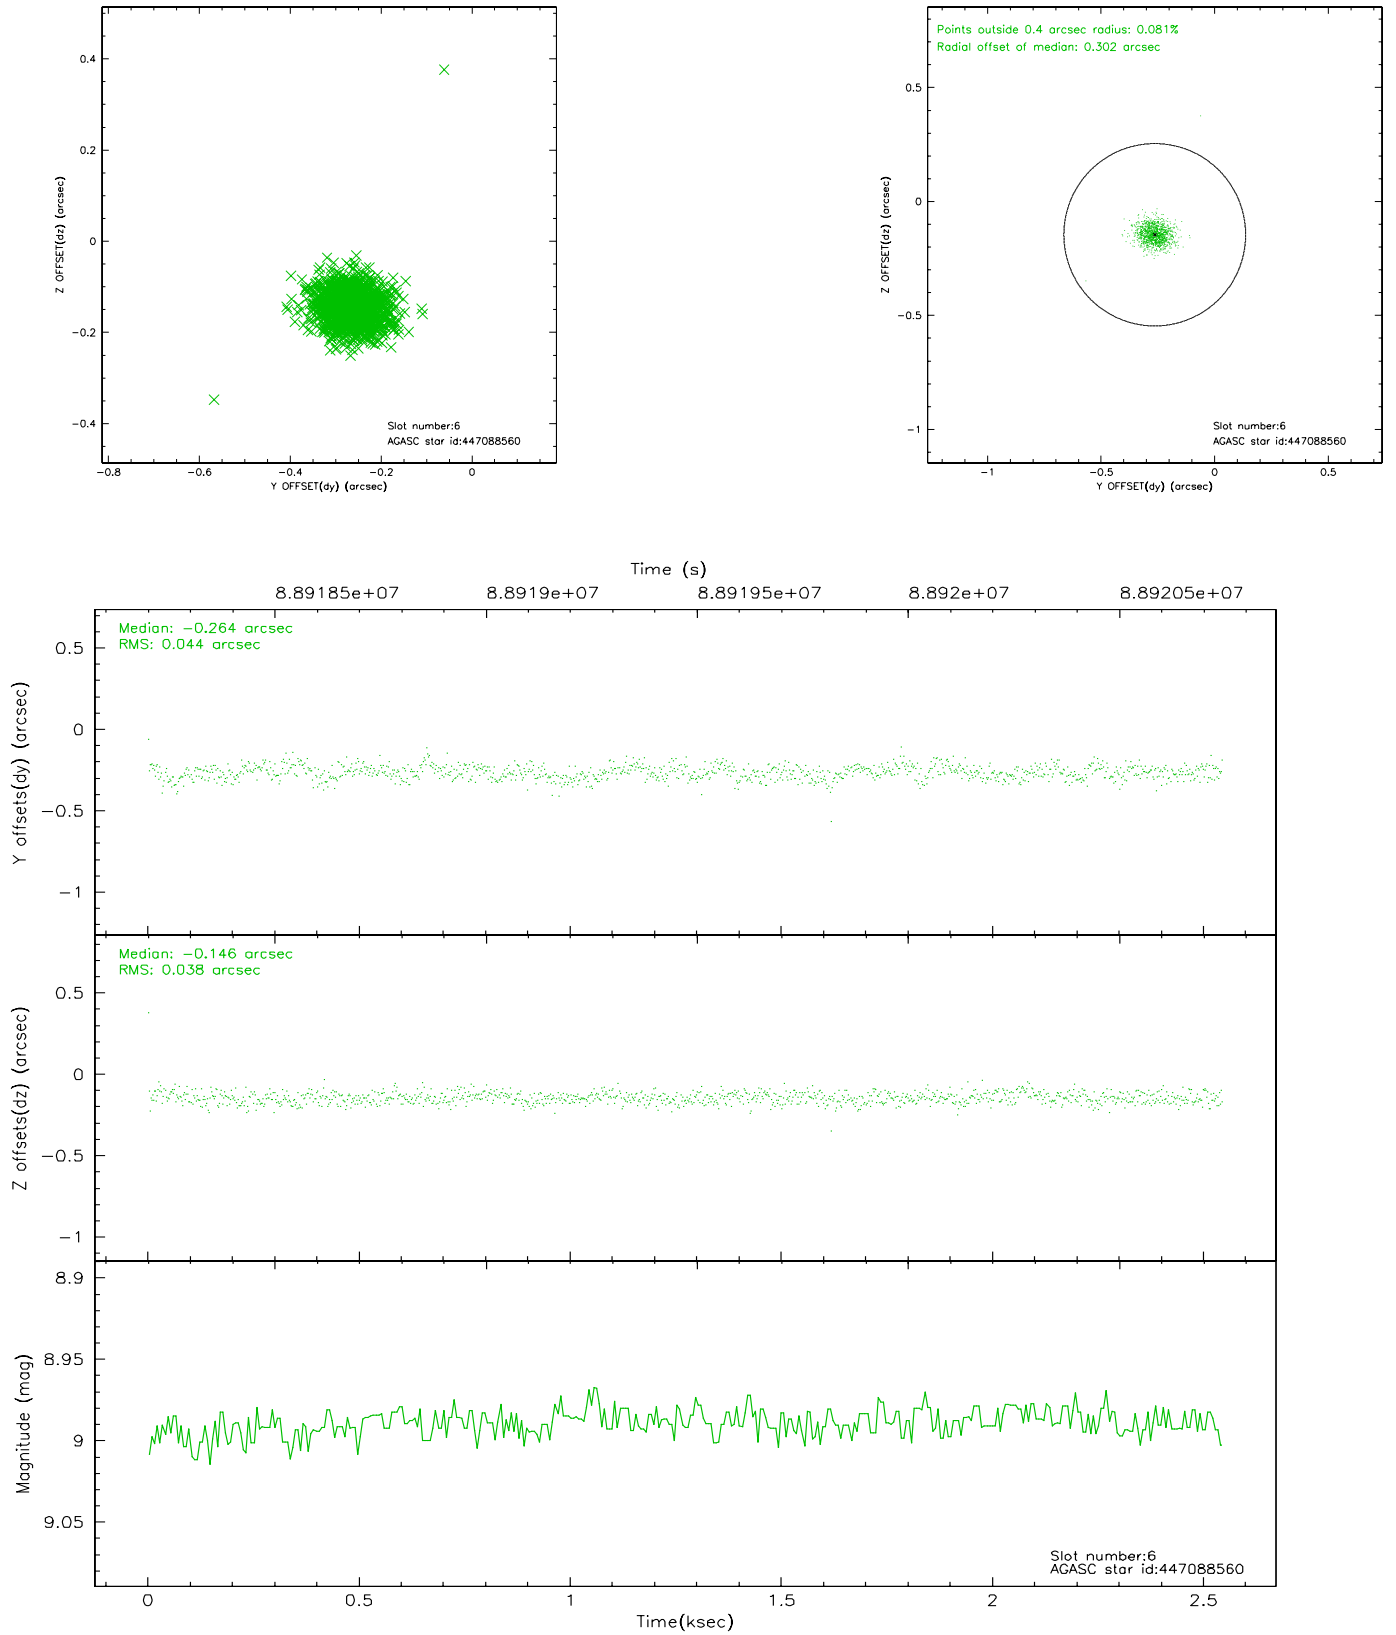 0.4
0.2
0
−0.2
−0.4
Z OFFSET(dz) (arcsec)
Slot number:6
AGASC star id:447088560
−0.8
−0.6
−0.4
−0.2
0
Y OFFSET(dy) (arcsec)
Points outside 0.4 arcsec radius: 0.081%
Radial offset of median: 0.302 arcsec
0.5
0
−0.5
−1
Z OFFSET(dz) (arcsec)
Slot number:6
AGASC star id:447088560
−1
−0.5
0
0.5
Y OFFSET(dy) (arcsec)
Time (s)
8.89185e+07
8.8919e+07
8.89195e+07
8.892e+07
8.89205e+07
Median: −0.264 arcsec
RMS: 0.044 arcsec
0.5
0
−0.5
−1
Y offsets(dy) (arcsec)
Median: −0.146 arcsec
RMS: 0.038 arcsec
0.5
0
−0.5
−1
Z offsets(dz) (arcsec)
8.9
8.95
9
9.05
Magnitude (mag)
Slot number:6
AGASC star id:447088560
0
0.5
1
1.5
2
2.5
Time(ksec)